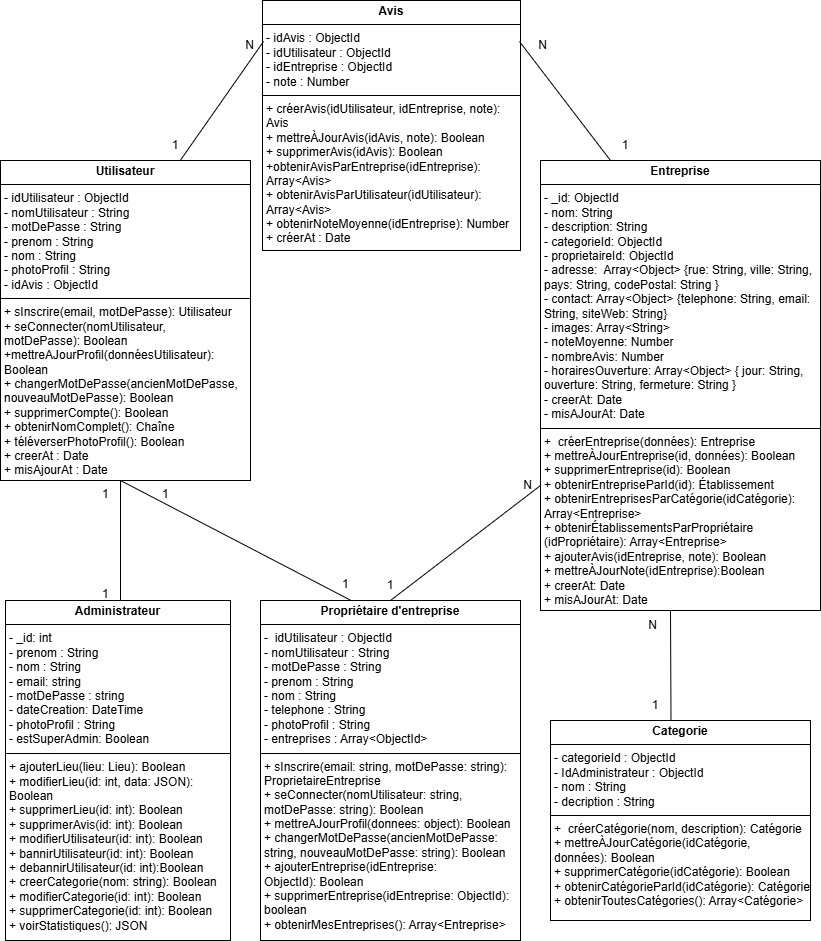 Avis
- idAvis : ObjectId
- idUtilisateur : ObjectId
- idEntreprise : ObjectId
- note : Number
+ créerAvis(idUtilisateur, idEntreprise, note):
Avis
+ mettreÀJourAvis(idAvis, note): Boolean
+ supprimerAvis(idAvis): Boolean
+obtenirAvisParEntreprise(idEntreprise):
Array<Avis>
+ obtenirAvisParUtilisateur(idUtilisateur):
Array<Avis>
+ obtenirNoteMoyenne(idEntreprise): Number
+ créerAt : Date
N
1
N
1
Utilisateur
- idUtilisateur : ObjectId
- nomUtilisateur : String
- motDePasse : String
- prenom : String
- nom : String
- photoProfil : String
- idAvis : ObjectId
+ sInscrire(email, motDePasse): Utilisateur
+ seConnecter(nomUtilisateur,
motDePasse): Boolean
+mettreAJourProfil(donnéesUtilisateur):
Boolean
+ changerMotDePasse(ancienMotDePasse,
nouveauMotDePasse): Boolean
+ supprimerCompte(): Boolean
+ obtenirNomComplet(): Chaîne
+ téléverserPhotoProfil(): Boolean
+ creerAt : Date
+ misAjourAt : Date
Entreprise
- _id: ObjectId
- nom: String
- description: String
- categorieId: ObjectId
- proprietaireId: ObjectId
- adresse:  Array<Object> {rue: String, ville: String,
pays: String, codePostal: String }
- contact: Array<Object> {telephone: String, email:
String, siteWeb: String}
- images: Array<String>
- noteMoyenne: Number
- nombreAvis: Number
- horairesOuverture: Array<Object> { jour: String,
ouverture: String, fermeture: String }
- creerAt: Date
- misAJourAt: Date
+  créerEntreprise(données): Entreprise
+ mettreÀJourEntreprise(id, données): Boolean
+ supprimerEntreprise(id): Boolean
+ obtenirEntrepriseParId(id): Établissement
+ obtenirEntreprisesParCatégorie(idCatégorie):
Array<Entreprise>
+ obtenirÉtablissementsParPropriétaire
(idPropriétaire): Array<Entreprise>
+ ajouterAvis(idEntreprise, note): Boolean
+ mettreÀJourNote(idEntreprise):Boolean
+ creerAt: Date
+ misAJourAt: Date
1
1
N
1
1
1
N
1
Administrateur
- _id: int
- prenom : String
- nom : String
- email: string
- motDePasse : string
- dateCreation: DateTime
- photoProfil : String
- estSuperAdmin: Boolean
+ ajouterLieu(lieu: Lieu): Boolean
+ modifierLieu(id: int, data: JSON):
Boolean
+ supprimerLieu(id: int): Boolean
+ supprimerAvis(id: int): Boolean
+ modifierUtilisateur(id: int): Boolean
+ bannirUtilisateur(id: int): Boolean
+ debannirUtilisateur(id: int):Boolean
+ creerCategorie(nom: string): Boolean
+ modifierCategorie(id: int): Boolean
+ supprimerCategorie(id: int): Boolean
+ voirStatistiques(): JSON
Propriétaire d'entreprise
-  idUtilisateur : ObjectId
- nomUtilisateur : String
- motDePasse : String
- prenom : String
- nom : String
- telephone : String
- photoProfil : String
- entreprises : Array<ObjectId>
+ sInscrire(email: string, motDePasse: string):
ProprietaireEntreprise
+ seConnecter(nomUtilisateur: string,
motDePasse: string): Boolean
+ mettreAJourProfil(donnees: object): Boolean
+ changerMotDePasse(ancienMotDePasse:
string, nouveauMotDePasse: string): Boolean
+ ajouterEntreprise(idEntreprise:
ObjectId): Boolean
+ supprimerEntreprise(idEntreprise: ObjectId):
boolean
+ obtenirMesEntreprises(): Array<Entreprise>
Categorie
- categorieId : ObjectId
- IdAdministrateur : ObjectId
- nom : String
- decription : String
+  créerCatégorie(nom, description): Catégorie
+ mettreÀJourCatégorie(idCatégorie,
données): Boolean
+ supprimerCatégorie(idCatégorie): Boolean
+ obtenirCatégorieParId(idCatégorie): Catégorie
+ obtenirToutesCatégories(): Array<Catégorie>